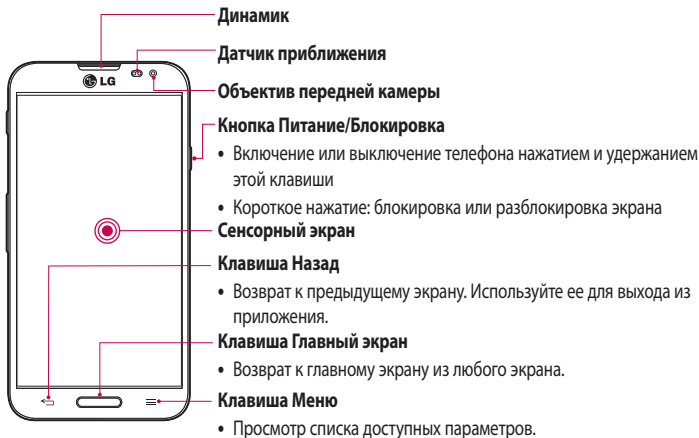 Динамик
Датчик приближения
LG
Объектив передней камеры
Кнопка Питание/Блокировка
• Включение или выключение телефона нажатием и удержанием
этой клавиши
• Короткое нажатие: блокировка или разблокировка экрана
Сенсорный экран
Клавиша Назад
• Возврат к предыдущему экрану. Используйте ее для выхода из
приложения.
Клавиша Главный экран
• Возврат к главному экрану из любого экрана.
Клавиша Меню
• Просмотр списка доступных параметров.